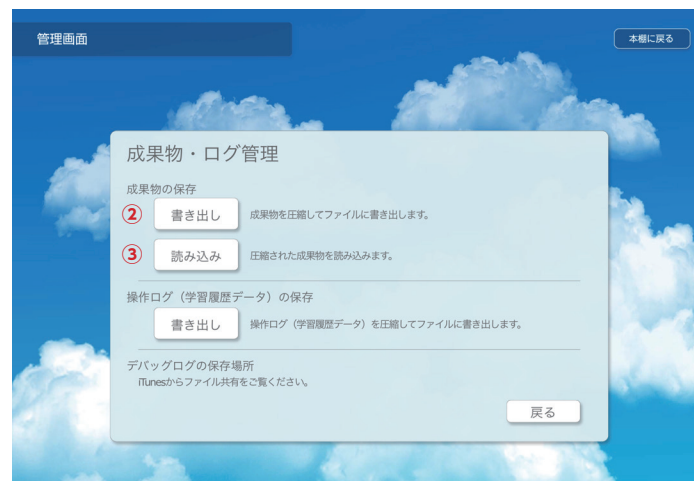 管理画面
本棚に戻る
成果物・ログ管理
成果物の保存
② 書き出し 成果物を圧縮してファイルに書き出します。
③ 読み込み 圧縮された成果物を読み込みます。
操作ログ（学習履歴データ）の保存
書き出し 操作ログ（学習履歴データ）を圧縮してファイルに書き出します。
デバッグログの保存場所
iTunesからファイル共有をご覧ください。
戻る